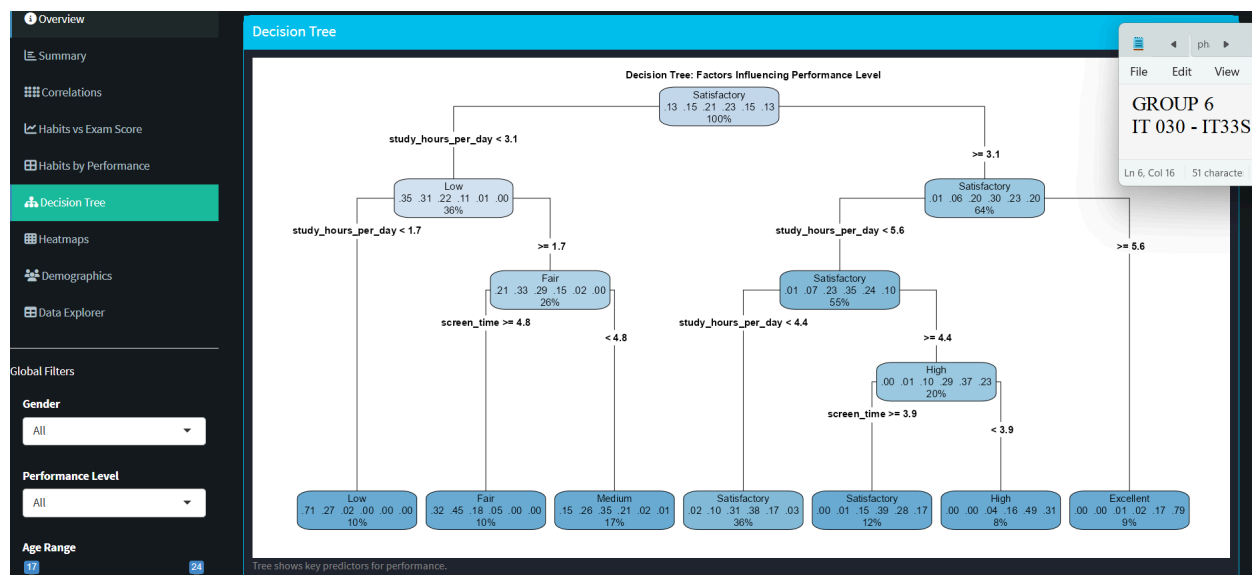 Overview
Summary
Correlations
Habits vs Exam Score
Habits by Performance
Decision Tree
Heatmaps
Demographics
Data Explorer
Global Filters
Gender
All
Performance Level
All
Age Range
17
24
Decision Tree
Decision Tree: Factors Influencing Performance Level
Satisfactory
.13 .15 .21 .23 .15 .13
100%
study_hours_per_day < 3.1
>= 3.1
Low
.35 .31 .22 .11 .01 .00
36%
Satisfactory
.01 .06 .20 .30 .23 .20
64%
study_hours_per_day < 1.7
>= 1.7
study_hours_per_day < 5.6
>= 5.6
Fair
.21 .33 .29 .15 .02 .00
26%
Satisfactory
.01 .07 .23 .35 .24 .10
55%
screen_time >= 4.8
< 4.8
study_hours_per_day < 4.4
>= 4.4
High
.00 .01 .10 .29 .37 .23
20%
screen_time >= 3.9
< 3.9
Low
.71 .27 .02 .00 .00 .00
10%
Fair
.32 .45 .18 .05 .00 .00
10%
Medium
.15 .26 .35 .21 .02 .01
17%
Satisfactory
.02 .10 .31 .38 .17 .03
36%
Satisfactory
.00 .01 .15 .39 .28 .17
12%
High
.00 .00 .04 .16 .49 .31
8%
Excellent
.00 .00 .01 .02 .17 .79
9%
Tree shows key predictors for performance.
ph
File Edit View
GROUP 6
IT 030 - IT33S
Ln 6, Col 16 51 characte